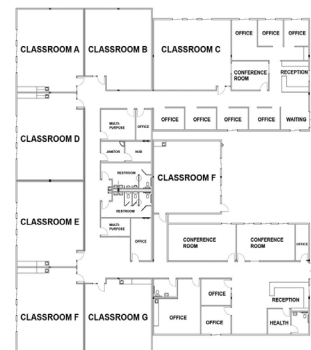 OFFICE
OFFICE
OFFICE
CLASSROOM A
CLASSROOM B
CLASSROOM C
CONFERENCE
ROOM
RECEPTION
MULTI-
PURPOSE
OFFICE
OFFICE
OFFICE
OFFICE
OFFICE
WAITING
CLASSROOM D
JANITOR
HUB
RESTROOM
CLASSROOM F
RESTROOM
CLASSROOM E
MULTI-
PURPOSE
OFFICE
CONFERENCE
ROOM
CONFERENCE
ROOM
OFFICE
OFFICE
RECEPTION
CLASSROOM F
CLASSROOM G
OFFICE
OFFICE
HEALTH